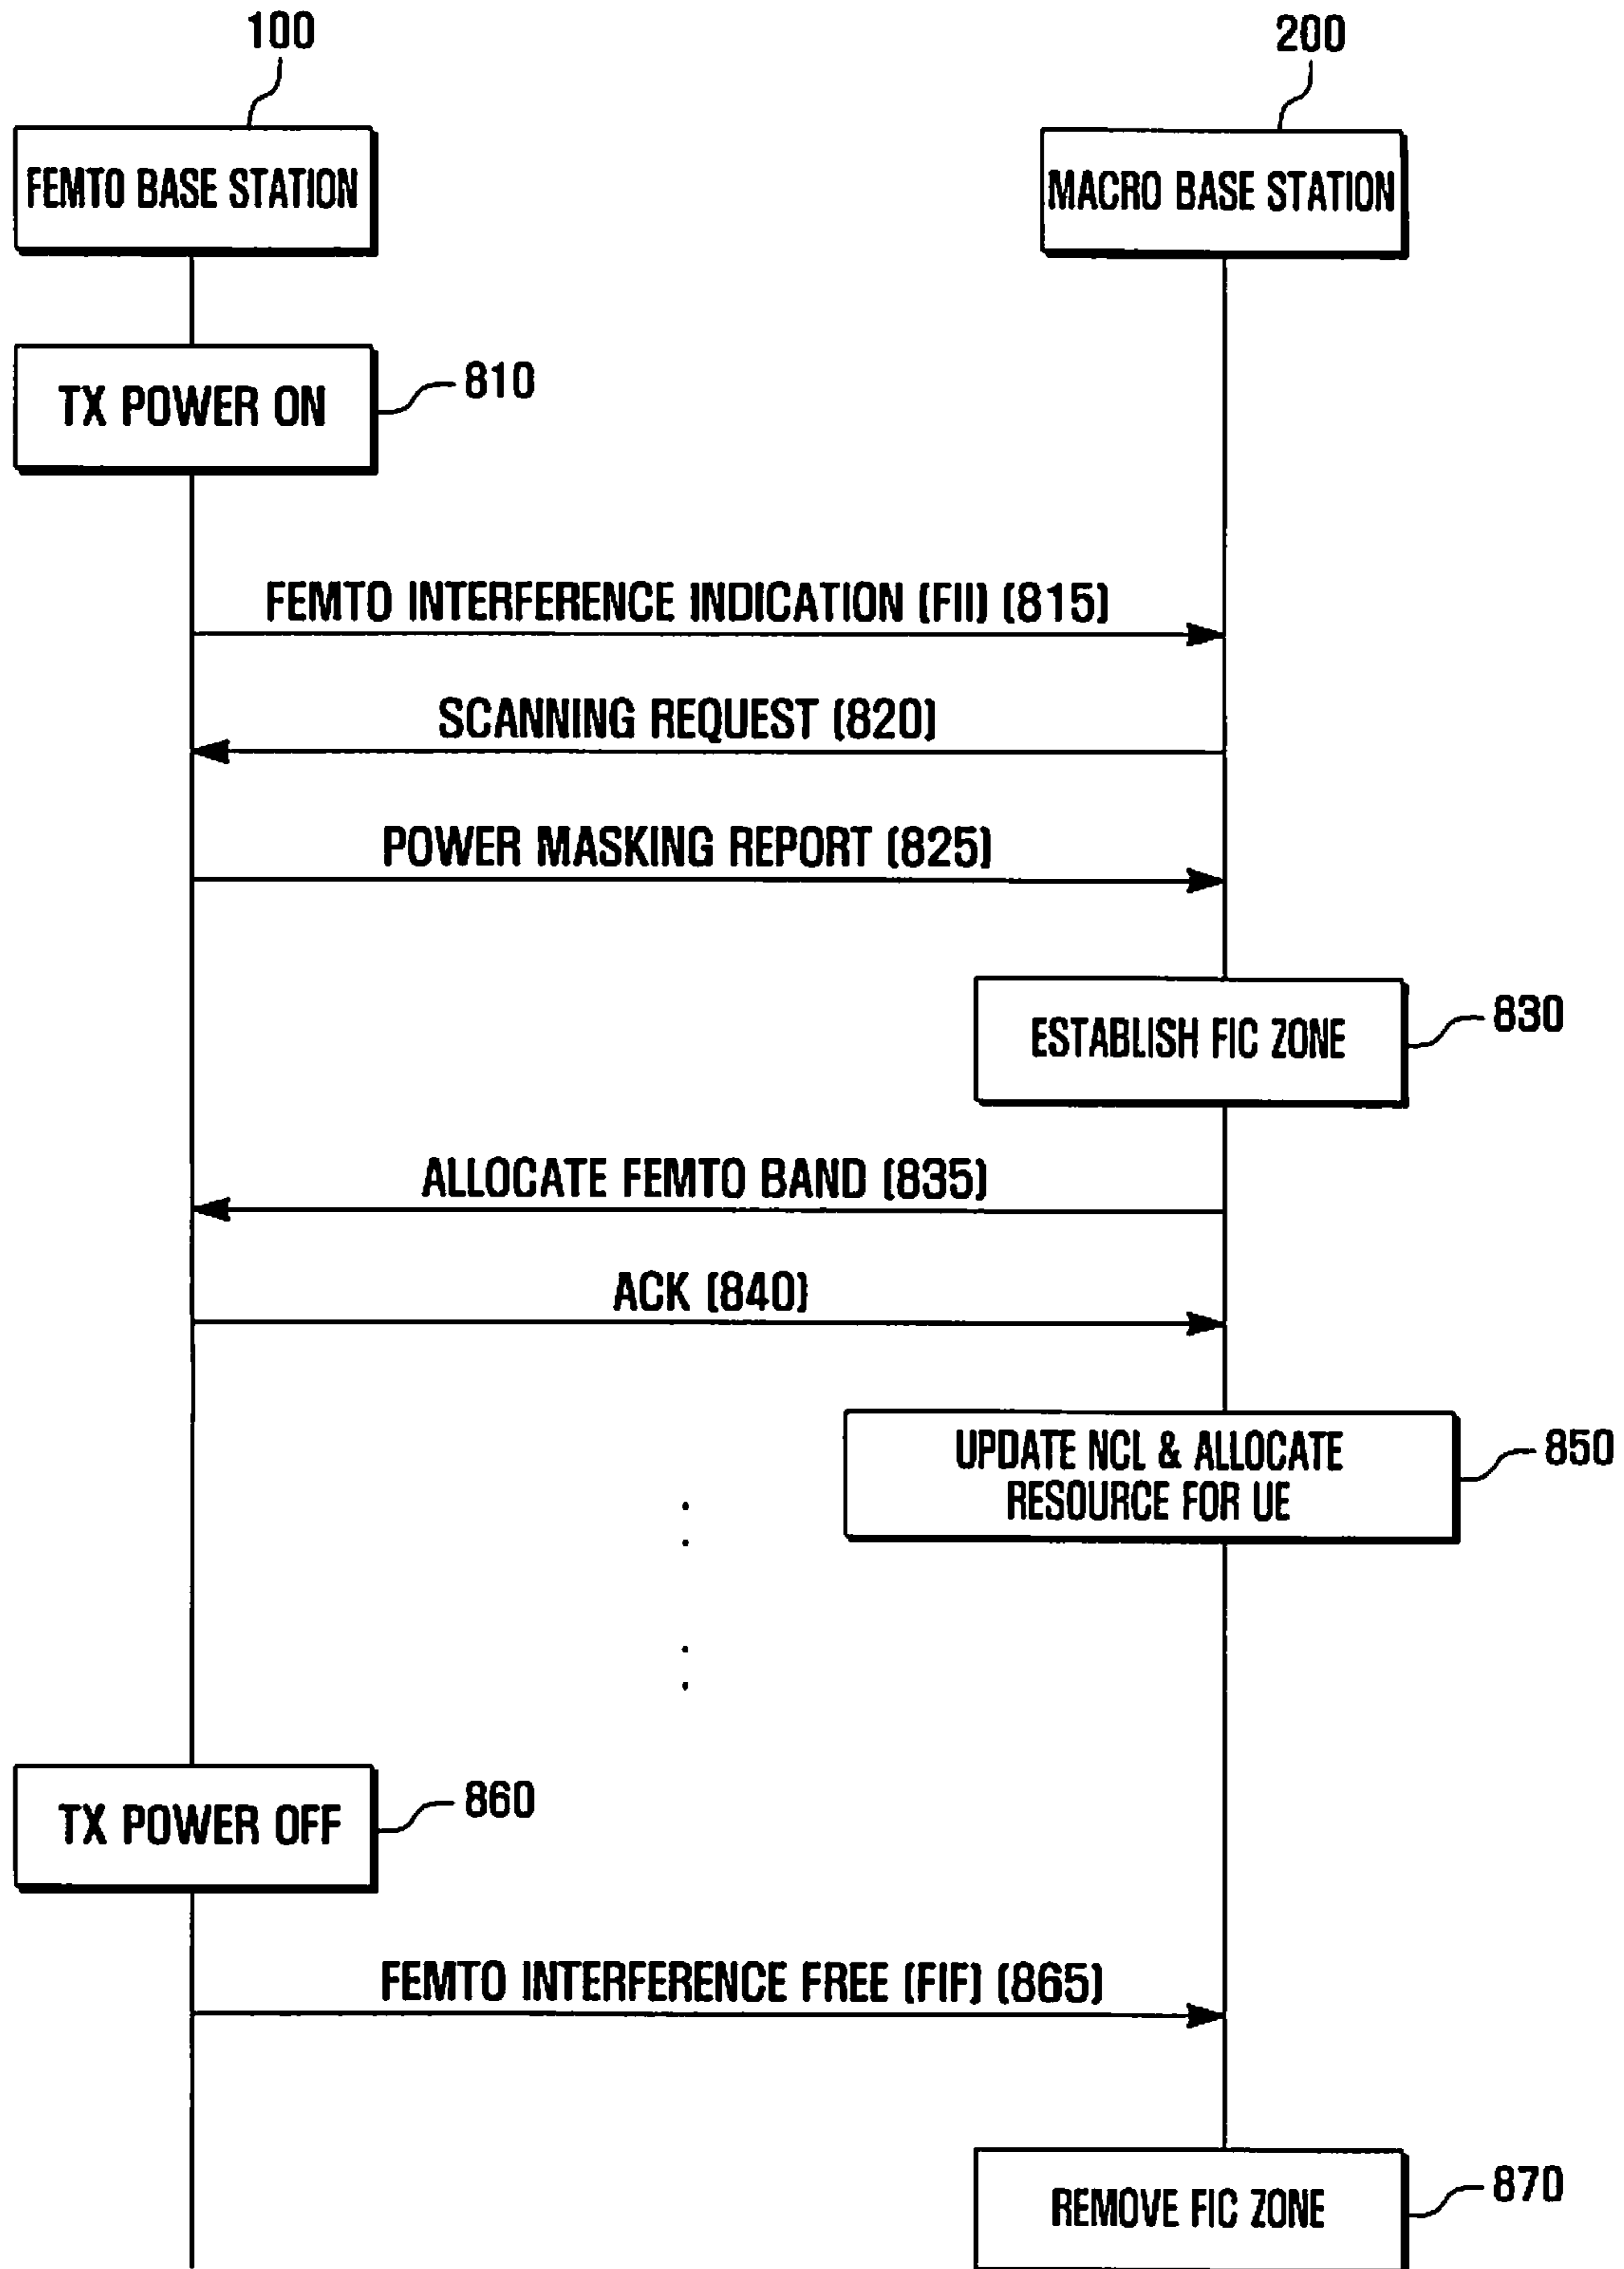 100
200
FEMTO BASE STATION
MACRO BASE STATION
TX POWER ON
810
FEMTO INTERFERENCE INDICATION (FII) (815)
SCANNING REQUEST (820)
POWER MASKING REPORT (825)
ESTABLISH FIC ZONE
830
ALLOCATE FEMTO BAND (835)
ACK (840)
UPDATE NCL & ALLOCATE
RESOURCE FOR UE
850
TX POWER OFF
860
FEMTO INTERFERENCE FREE (FIF) (865)
REMOVE FIC ZONE
870